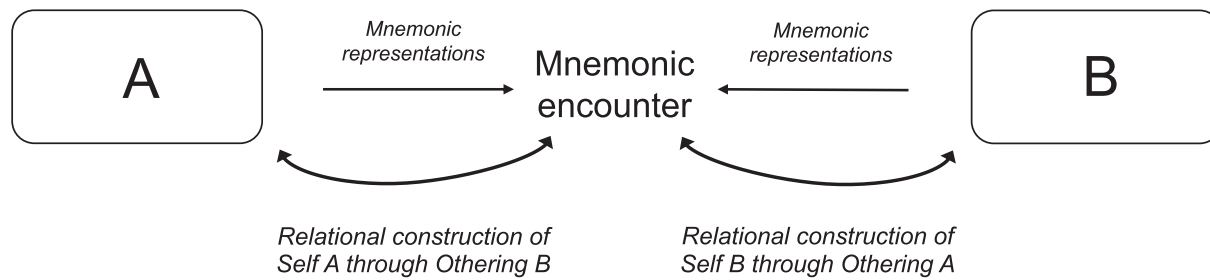 A
Mnemonic
representations
Mnemonic
encounter
Mnemonic
representations
B
Relational construction of
Self A through Othering B
Relational construction of
Self B through Othering A